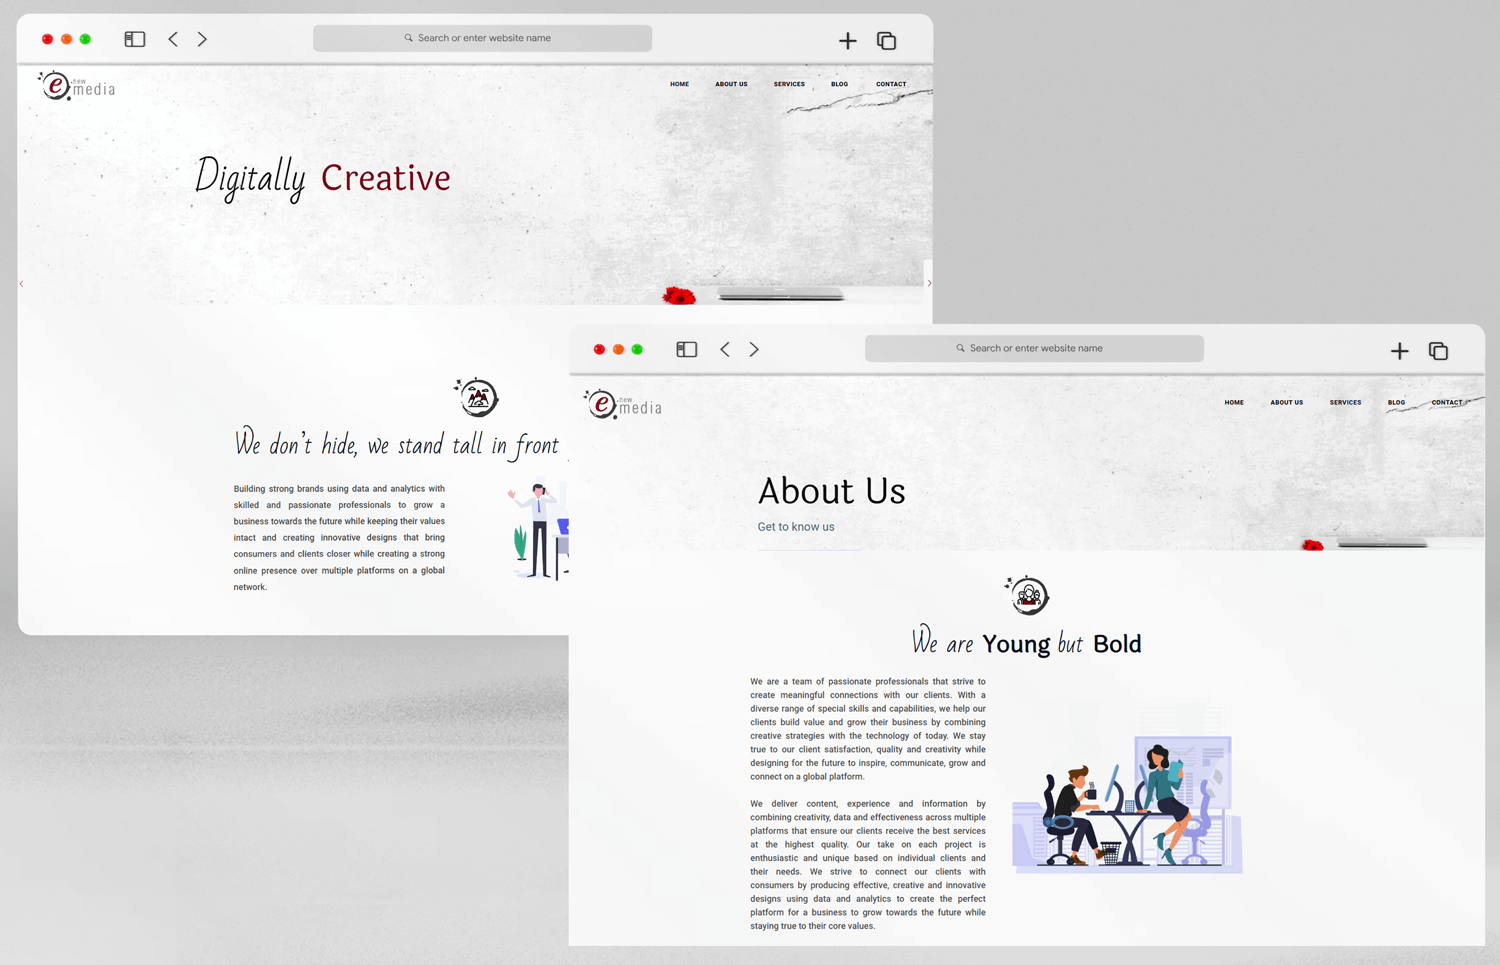 Search or enter website name
e new media
HOME ABOUT US SERVICES BLOG CONTACT
Digitally Creative
We don't hide, we stand tall in front
Building strong brands using data and analytics with
skilled and passionate professionals to grow a
business towards the future while keeping their values
intact and creating innovative designs that bring
consumers and clients closer while creating a strong
online presence over multiple platforms on a global
network.
Search or enter website name
e new media
HOME ABOUT US SERVICES BLOG CONTACT
About Us
Get to know us
We are Young but Bold
We are a team of passionate professionals that strive to
create meaningful connections with our clients. With a
diverse range of special skills and capabilities, we help our
clients build value and grow their business by combining
creative strategies with the technology of today. We stay
true to our client satisfaction, quality and creativity while
designing for the future to inspire, communicate, grow and
connect on a global platform.
We deliver content, experience and information by
combining creativity, data and effectiveness across multiple
platforms that ensure our clients receive the best services
at the highest quality. Our take on each project is
enthusiastic and unique based on individual clients and
their needs. We strive to connect our clients with
consumers by producing effective, creative and innovative
designs using data and analytics to create the perfect
platform for a business to grow towards the future while
staying true to their core values.